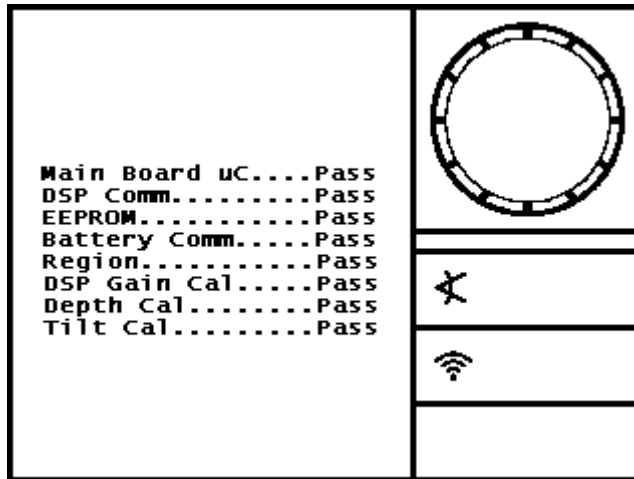 Main Board uC....Pass
DSP Comm.........Pass
EEPROM...........Pass
Battery Comm.....Pass
Region...........Pass
DSP Gain Cal.....Pass
Depth Cal........Pass
Tilt Cal.........Pass